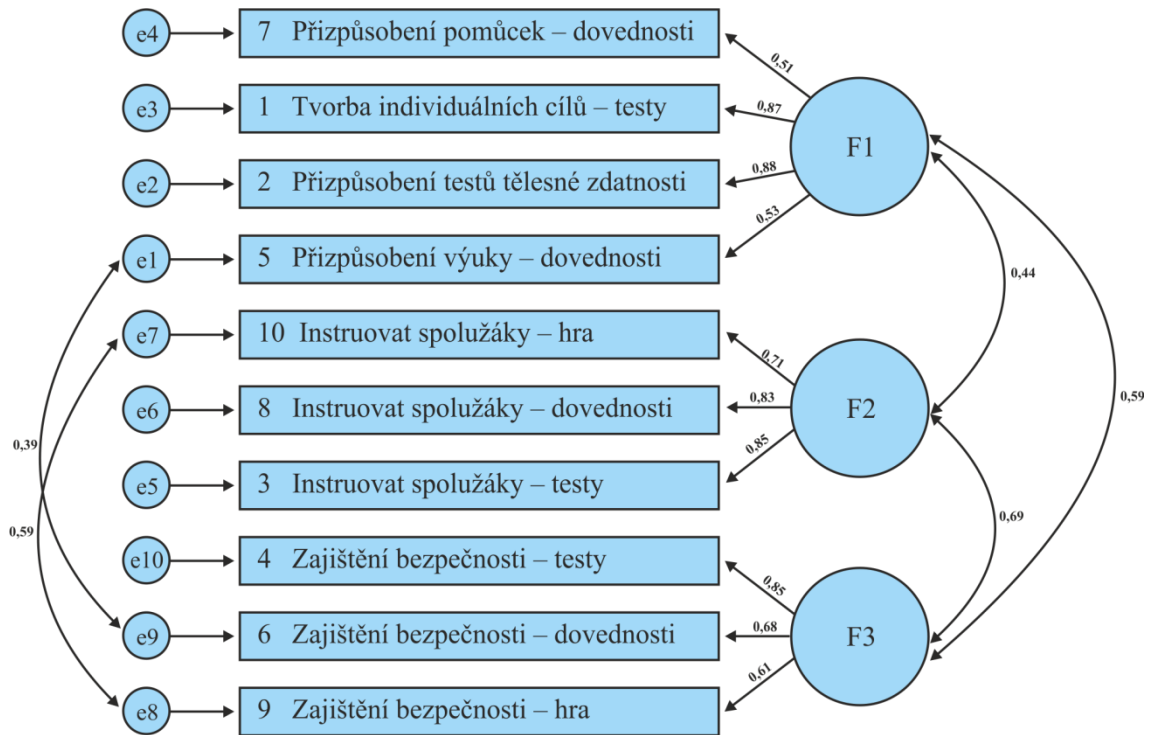 e4 7 Přizpůsobení pomůcek – dovednosti
0,51
e3 1 Tvorba individuálních cílů – testy
0,87
F1
e2 2 Přizpůsobení testů tělesné zdatnosti
0,88
0,53
e1 5 Přizpůsobení výuky – dovednosti
0,44
e7 10 Instruovat spolužáky – hra
0,71
0,59
e6 8 Instruovat spolužáky – dovednosti
0,83
F2
0,39
0,85
e5 3 Instruovat spolužáky – testy
0,59
0,69
e10 4 Zajištění bezpečnosti – testy
0,85
e9 6 Zajištění bezpečnosti – dovednosti
0,68
F3
0,61
e8 9 Zajištění bezpečnosti – hra